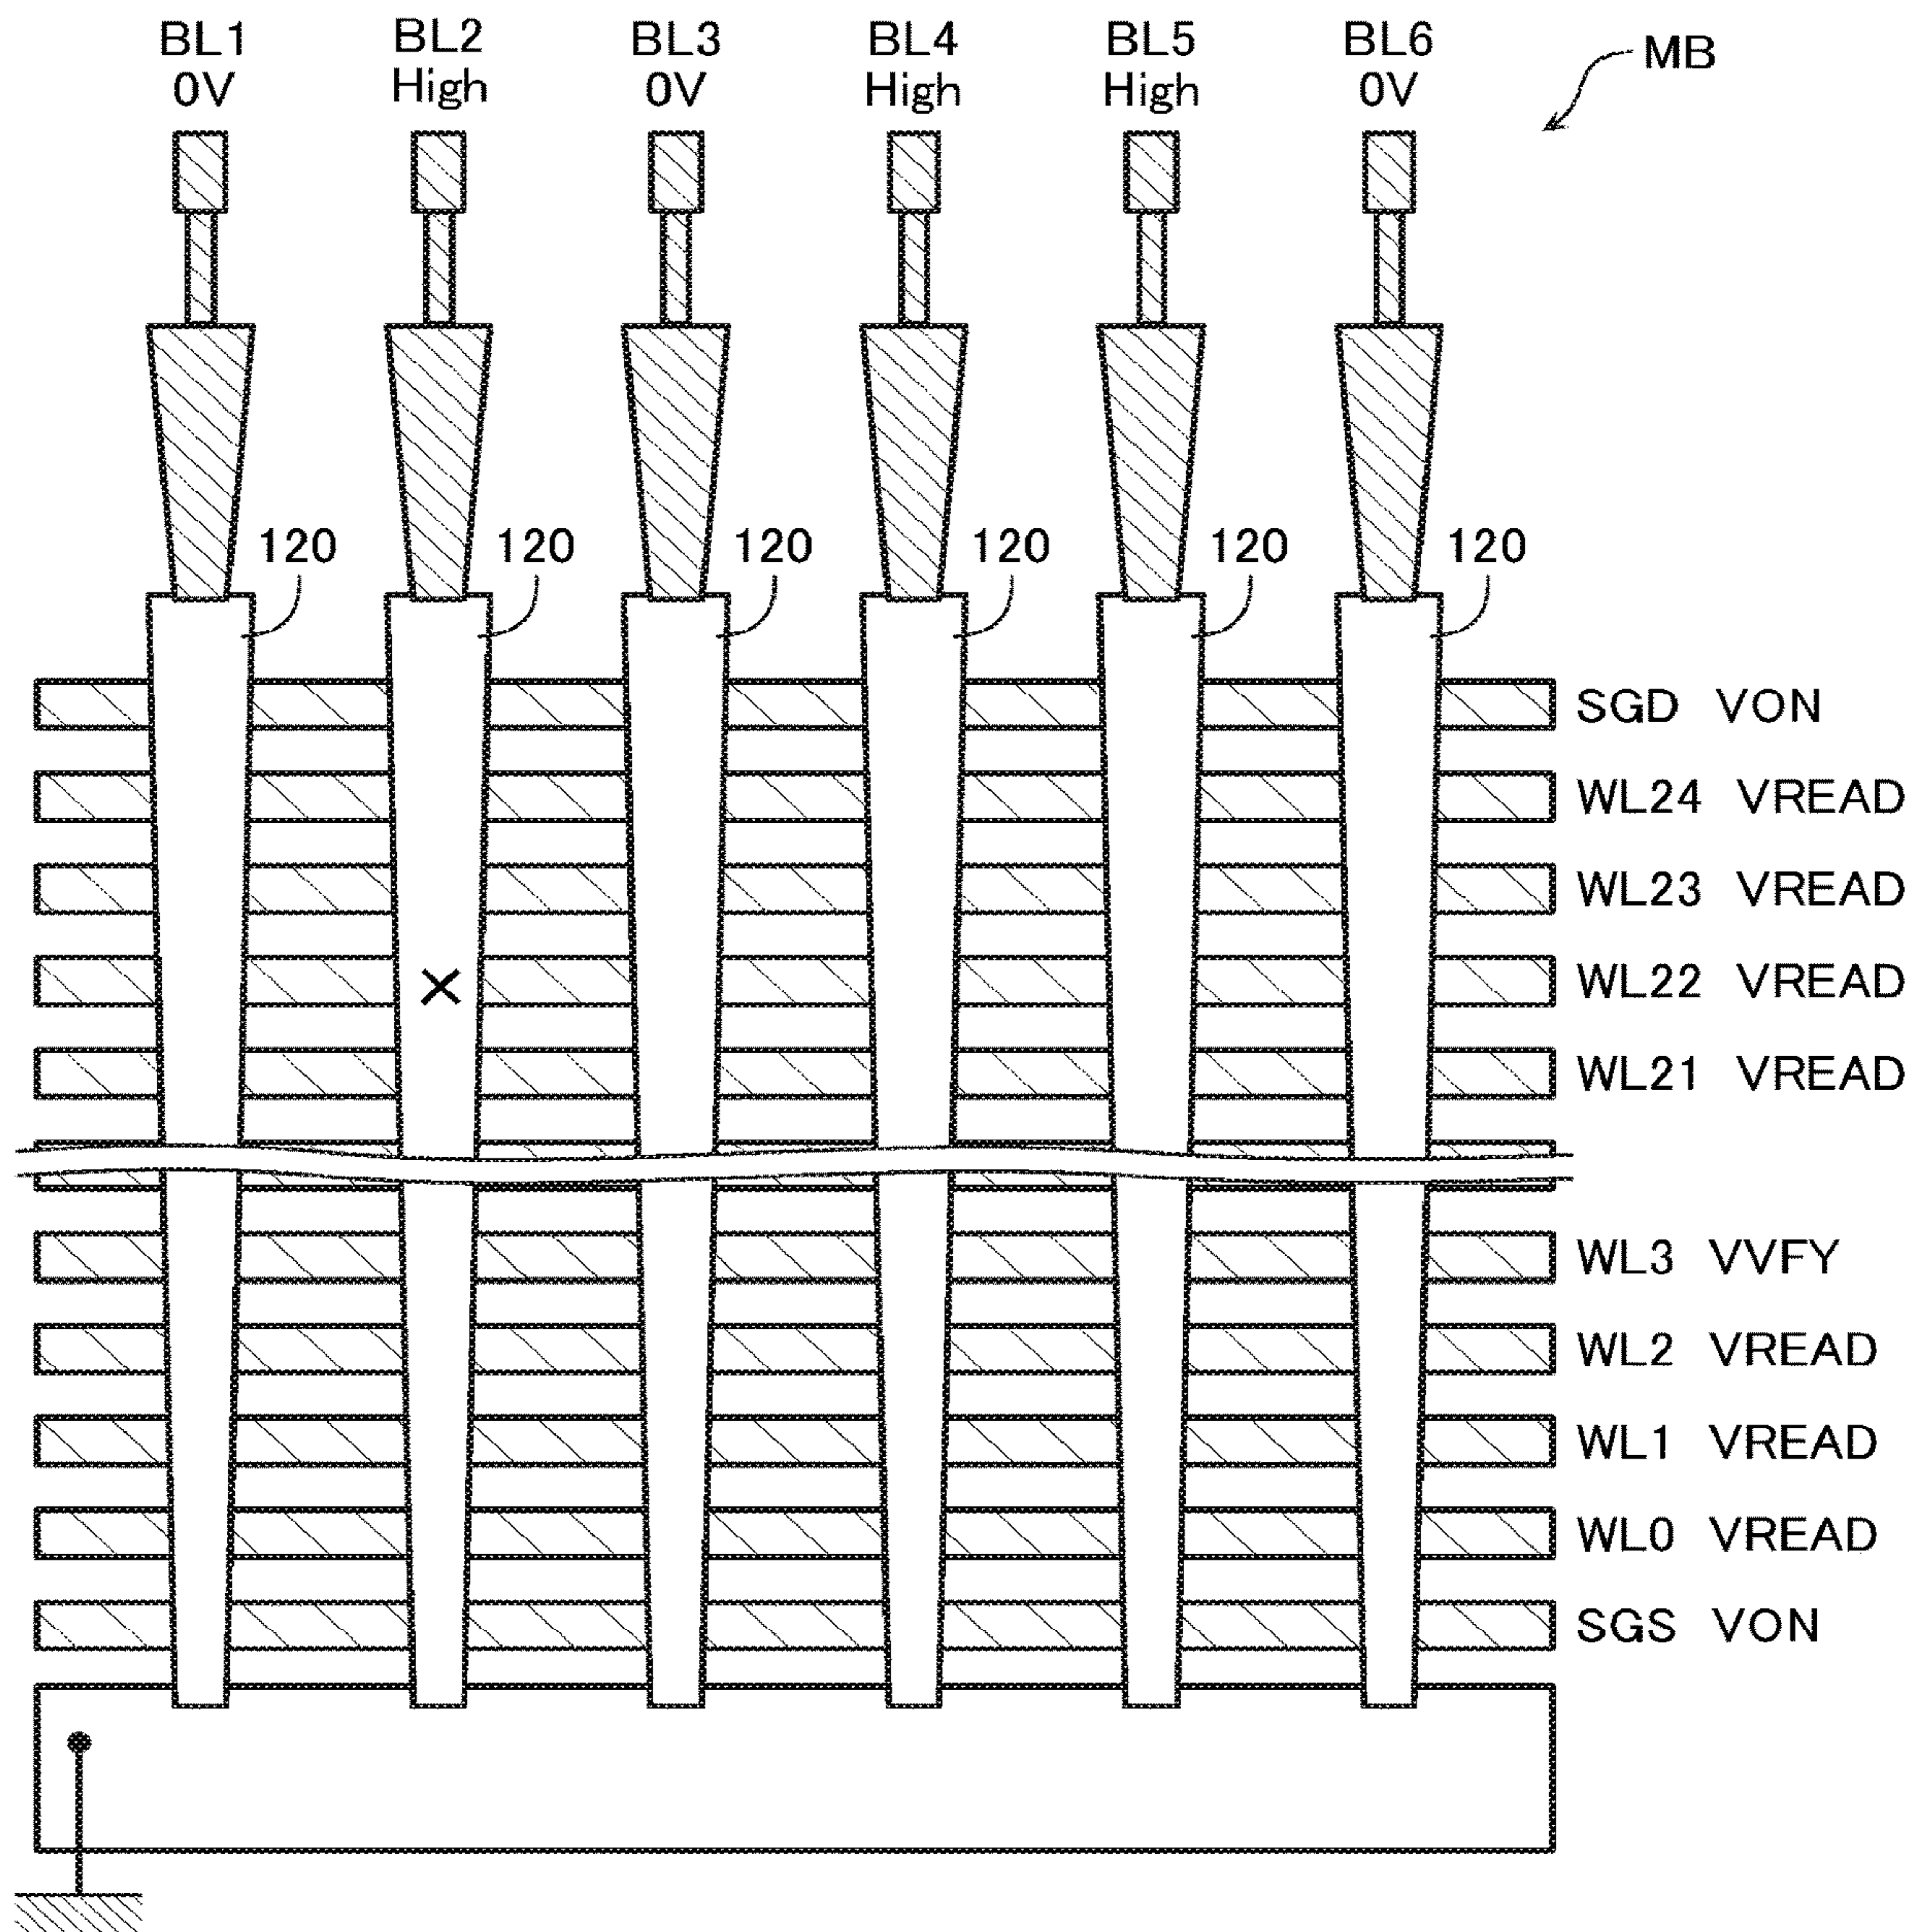 BL1 BL2 BL3 BL4 BL5 BL6 MB
0V High 0V High High 0V
120 120 120 120 120 120
SGD VON
WL24 VREAD
WL23 VREAD
WL22 VREAD
WL21 VREAD
WL3 VVFY
WL2 VREAD
WL1 VREAD
WL0 VREAD
SGS VON